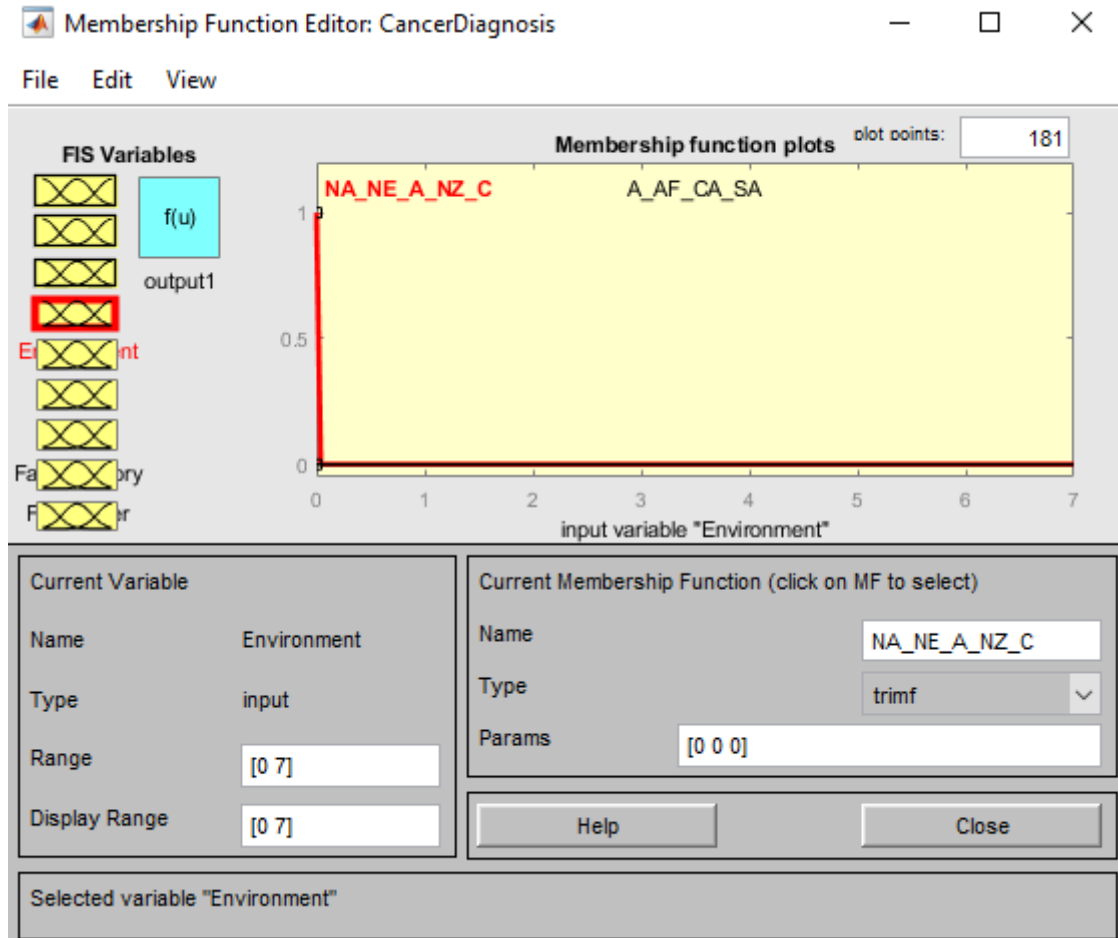 Membership Function Editor: CancerDiagnosis
File Edit View
FIS Variables
f(u)
output1
Membership function plots
plot points: 181
NA_NE_A_NZ_C A_AF_CA_SA
1
0.5
0
0 1 2 3 4 5 6 7
input variable "Environment"
Current Variable
Name Environment
Type input
Range [0 7]
Display Range [0 7]
Current Membership Function (click on MF to select)
Name NA_NE_A_NZ_C
Type trimf
Params [0 0 0]
Help Close
Selected variable "Environment"